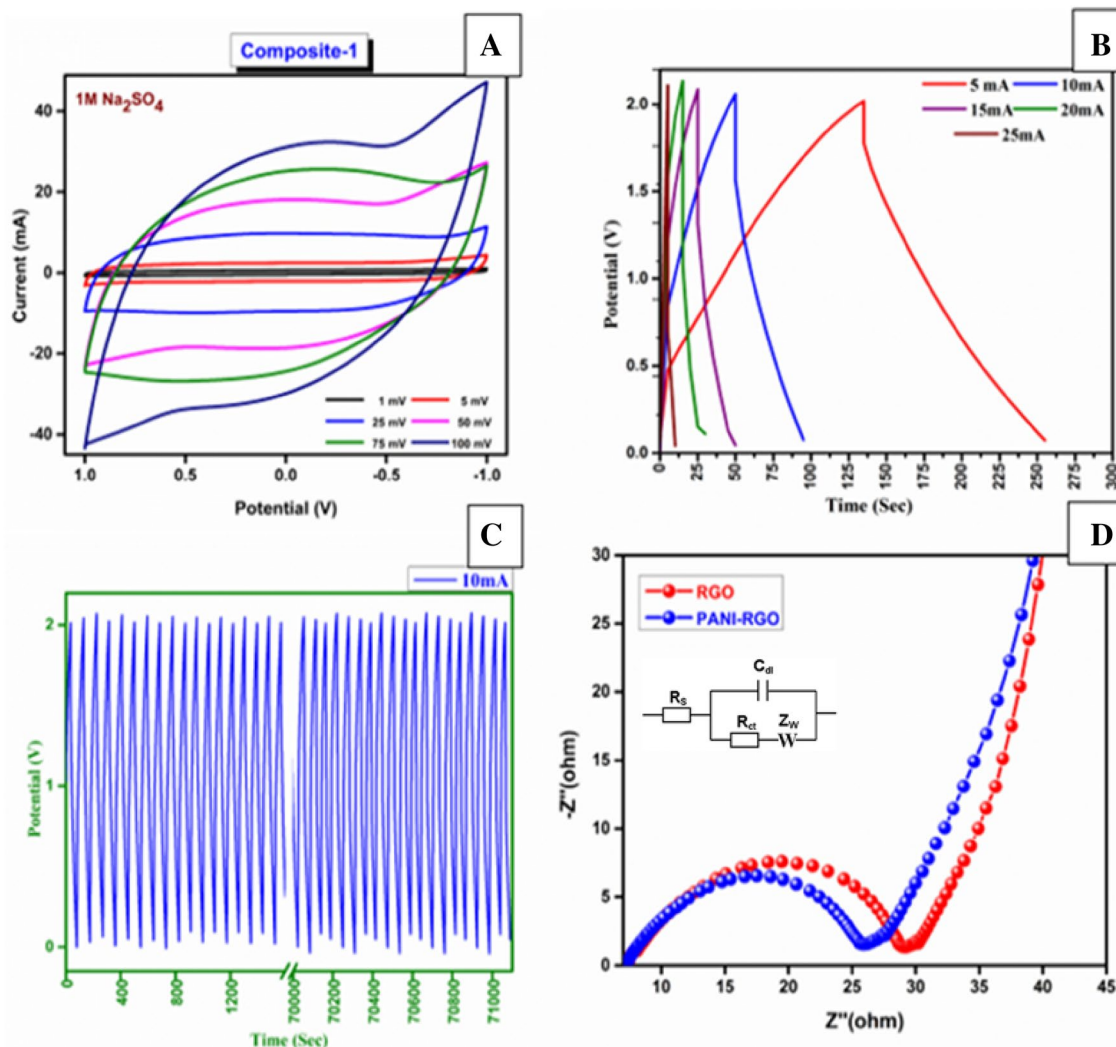 A
Composite-1
1M Na2SO4
40
20
0
-20
-40
Current (mA)
1 mV
5 mV
25 mV
50 mV
75 mV
100 mV
1.0
0.5
0.0
-0.5
-1.0
Potential (V)
B
5 mA
10mA
15mA
20mA
25mA
2.0
1.5
1.0
0.5
0.0
Potential (V)
0
25
50
75
100
125
150
175
200
225
250
275
300
Time (Sec)
C
10mA
2
1
0
Potential (V)
0
400
800
1200
70000
70200
70400
70600
70800
71000
Time (Sec)
D
RGO
PANI-RGO
Cdl
RS
Rct
ZW
W
30
25
20
15
10
5
0
-Z''(ohm)
10
15
20
25
30
35
40
45
Z''(ohm)